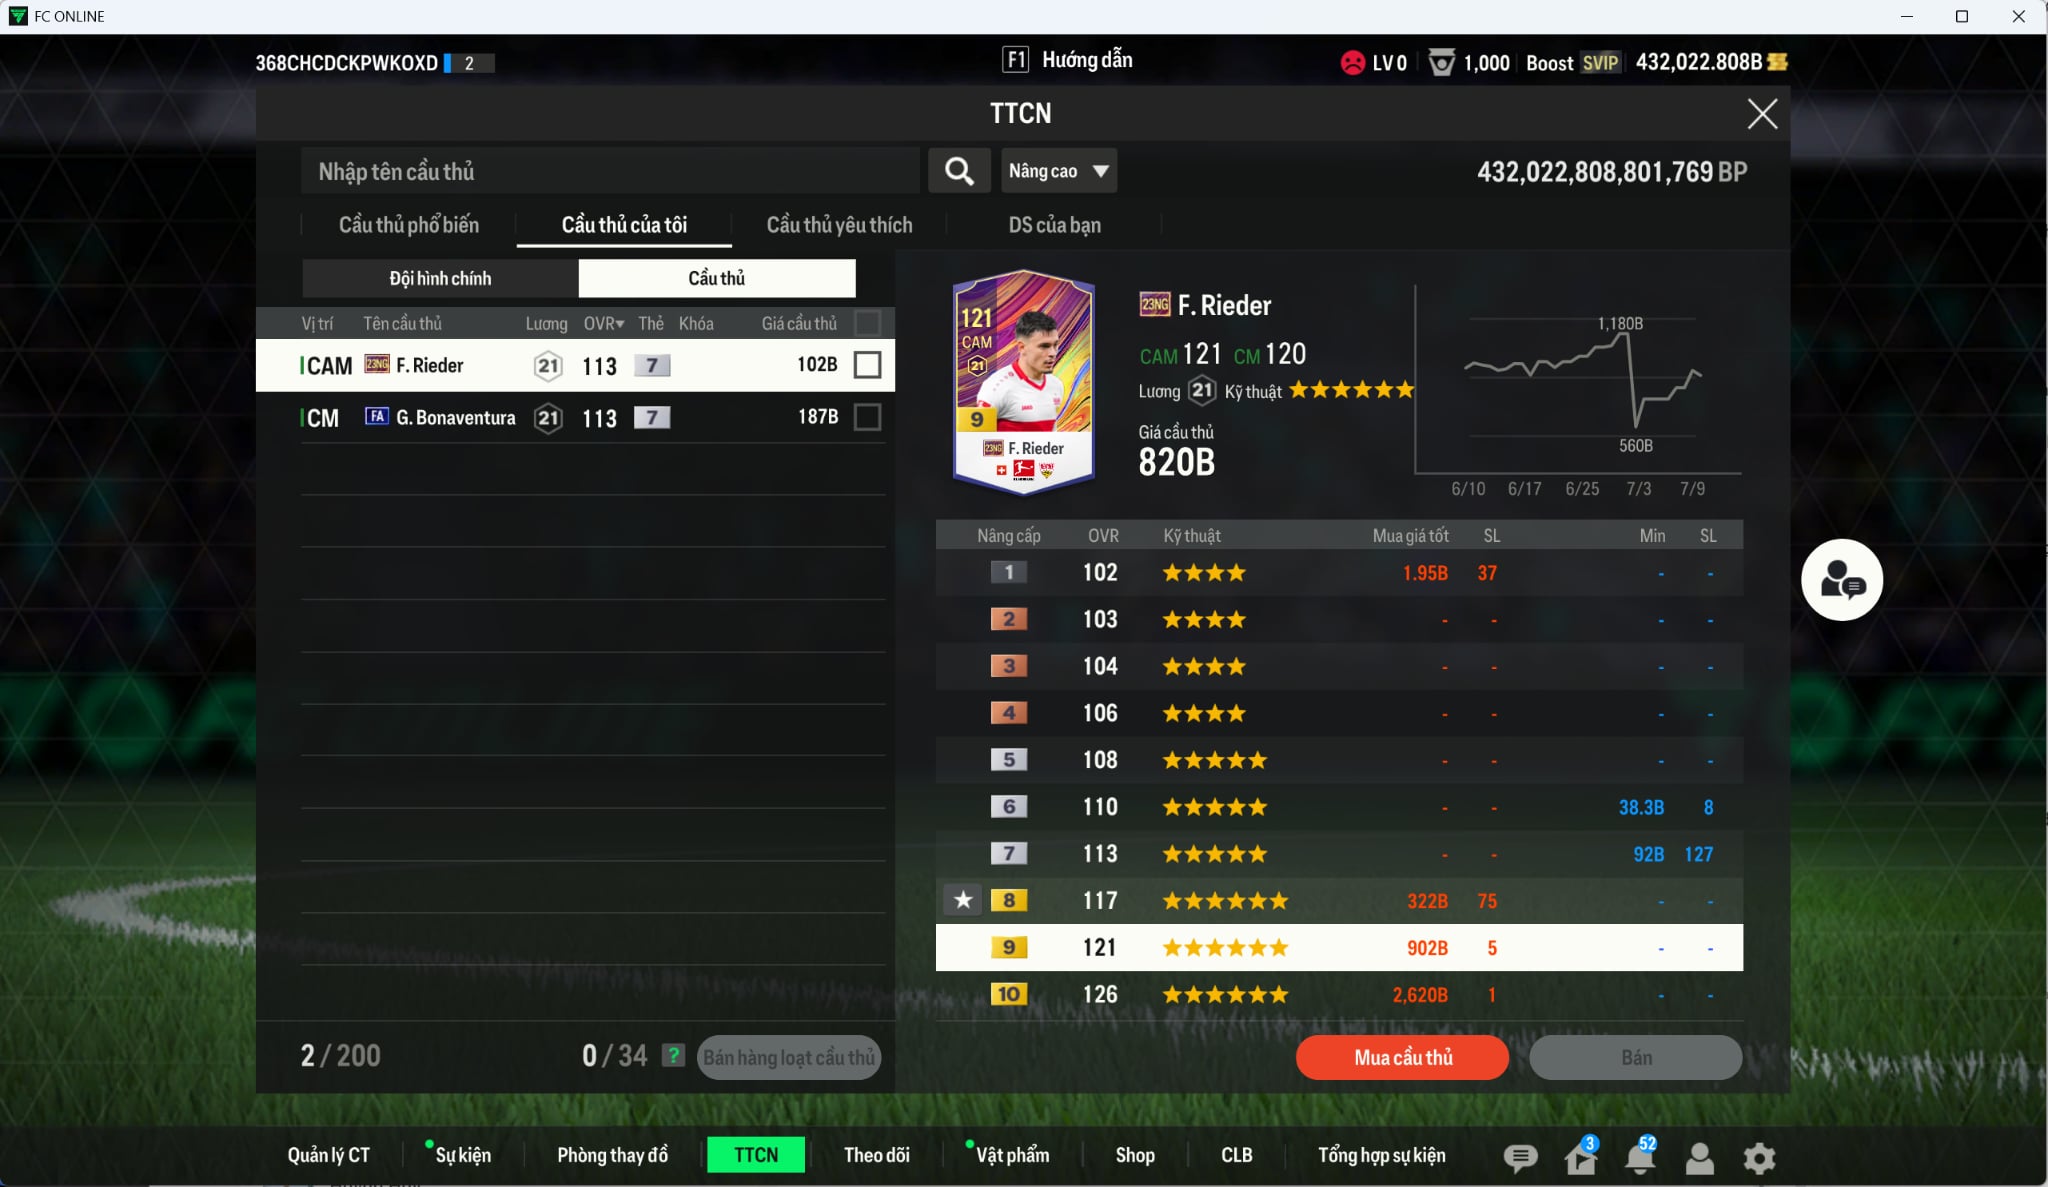 FC ONLINE
368CHCDCKPWKOXD 2
F1 Hướng dẫn
LV 0 1,000 Boost SVIP 432,022.808B
TTCN
Nhập tên cầu thủ
Nâng cao
432,022,808,801,769 BP
Cầu thủ phổ biến Cầu thủ của tôi Cầu thủ yêu thích DS của bạn
Đội hình chính Cầu thủ
Vị trí Tên cầu thủ Lương OVR Thẻ Khóa Giá cầu thủ
CAM 23NG F. Rieder 21 113 7 102B
CM FA G. Bonaventura 21 113 7 187B
121
CAM
21
9
23NG F. Rieder
23NG F. Rieder
CAM 121 CM 120
Lương 21 Kỹ thuật
Giá cầu thủ
820B
1,180B
560B
6/10 6/17 6/25 7/3 7/9
Nâng cấp OVR Kỹ thuật Mua giá tốt SL Min SL
1 102 1.95B 37 - -
2 103 - - - -
3 104 - - - -
4 106 - - - -
5 108 - - - -
6 110 - - 38.3B 8
7 113 - - 92B 127
8 117 322B 75 - -
9 121 902B 5 - -
10 126 2,620B 1
2 / 200
0 / 34 ? Bán hàng loạt cầu thủ
Mua cầu thủ Bán
Quản lý CT Sự kiện Phòng thay đồ TTCN Theo dõi Vật phẩm Shop CLB Tổng hợp sự kiện 3 52